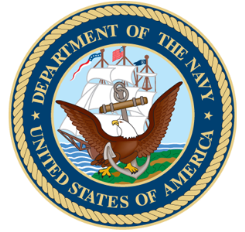 DEPARTMENT OF THE NAVY
UNITED STATES OF AMERICA